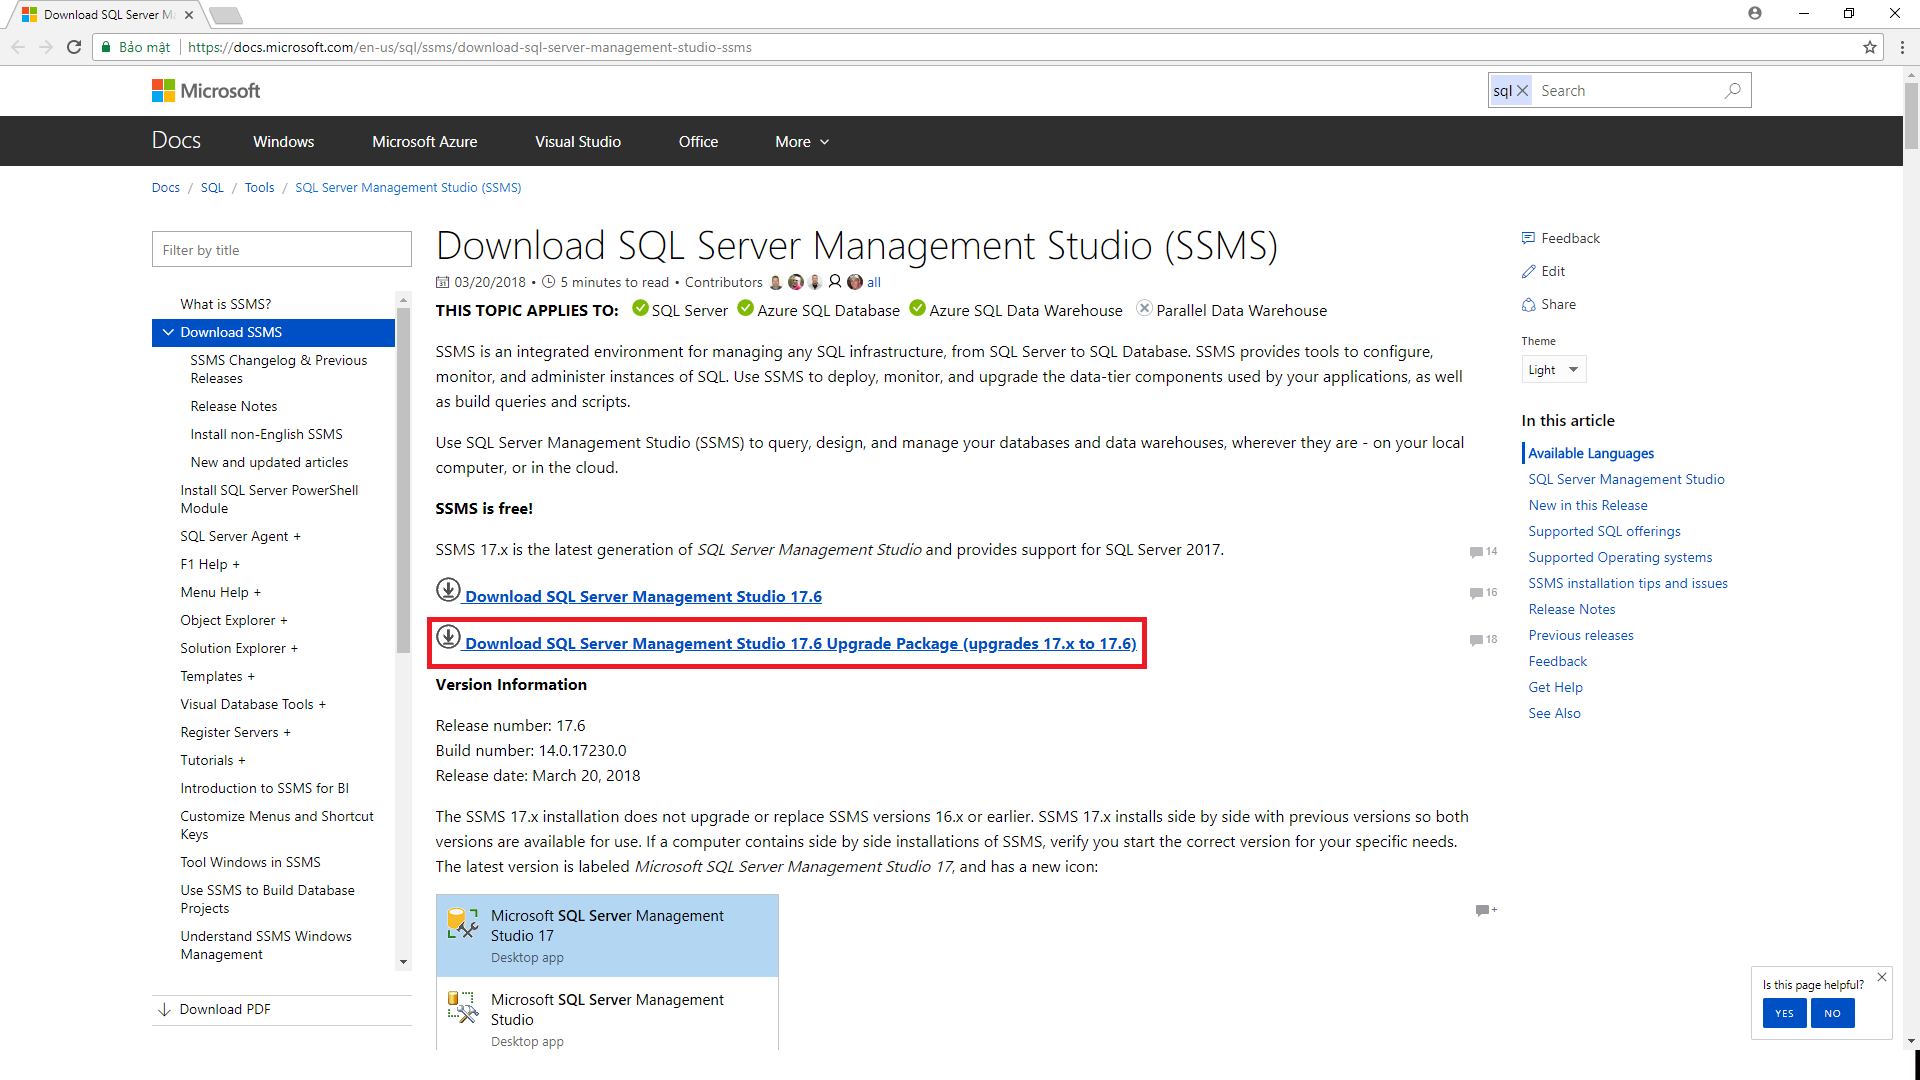 Download SQL Server Ma
Bảo mật https://docs.microsoft.com/en-us/sql/ssms/download-sql-server-management-studio-ssms
Microsoft
sql Search
Docs Windows Microsoft Azure Visual Studio Office More
Docs / SQL / Tools / SQL Server Management Studio (SSMS)
Filter by title
What is SSMS?
Download SSMS
SSMS Changelog & Previous
Releases
Release Notes
Install non-English SSMS
New and updated articles
Install SQL Server PowerShell
Module
SQL Server Agent +
F1 Help +
Menu Help +
Object Explorer +
Solution Explorer +
Templates +
Visual Database Tools +
Register Servers +
Tutorials +
Introduction to SSMS for BI
Customize Menus and Shortcut
Keys
Tool Windows in SSMS
Use SSMS to Build Database
Projects
Understand SSMS Windows
Management
Download PDF
Download SQL Server Management Studio (SSMS)
03/20/2018 • 5 minutes to read • Contributors all
THIS TOPIC APPLIES TO: SQL Server Azure SQL Database Azure SQL Data Warehouse Parallel Data Warehouse
SSMS is an integrated environment for managing any SQL infrastructure, from SQL Server to SQL Database. SSMS provides tools to configure,
monitor, and administer instances of SQL. Use SSMS to deploy, monitor, and upgrade the data-tier components used by your applications, as well
as build queries and scripts.
Use SQL Server Management Studio (SSMS) to query, design, and manage your databases and data warehouses, wherever they are - on your local
computer, or in the cloud.
SSMS is free!
SSMS 17.x is the latest generation of SQL Server Management Studio and provides support for SQL Server 2017.
14
Download SQL Server Management Studio 17.6
16
Download SQL Server Management Studio 17.6 Upgrade Package (upgrades 17.x to 17.6)
18
Version Information
Release number: 17.6
Build number: 14.0.17230.0
Release date: March 20, 2018
The SSMS 17.x installation does not upgrade or replace SSMS versions 16.x or earlier. SSMS 17.x installs side by side with previous versions so both
versions are available for use. If a computer contains side by side installations of SSMS, verify you start the correct version for your specific needs.
The latest version is labeled Microsoft SQL Server Management Studio 17, and has a new icon:
+
Microsoft SQL Server Management
Studio 17
Desktop app
Microsoft SQL Server Management
Studio
Desktop app
Feedback
Edit
Share
Theme
Light
In this article
Available Languages
SQL Server Management Studio
New in this Release
Supported SQL offerings
Supported Operating systems
SSMS installation tips and issues
Release Notes
Previous releases
Feedback
Get Help
See Also
Is this page helpful?
YES NO